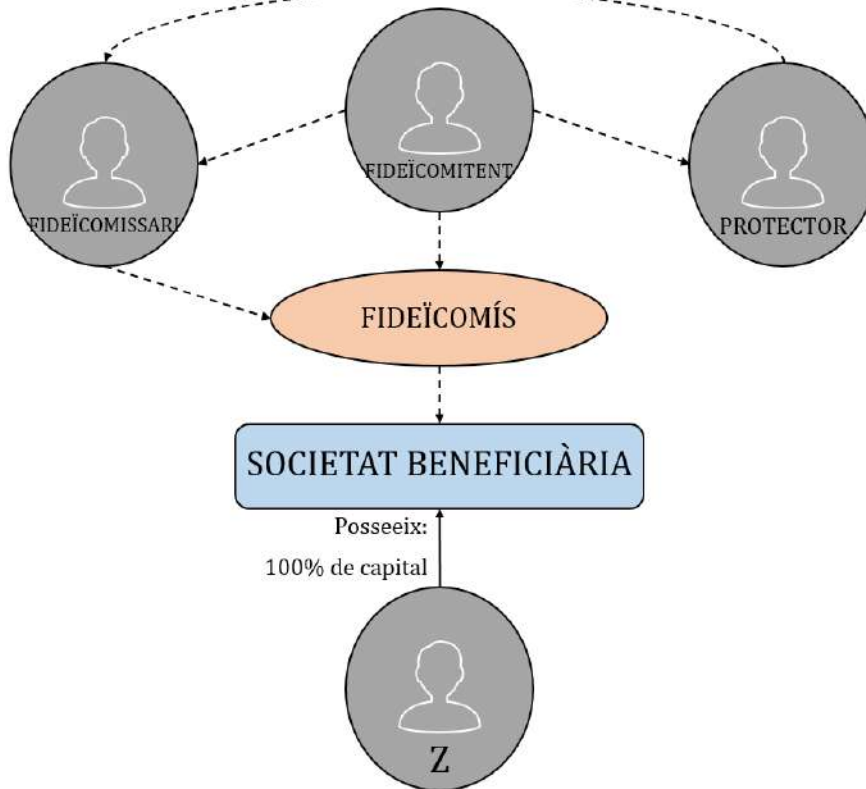 FIDEÏCOMITENT
FIDEÏCOMISSARI
PROTECTOR
FIDEÏCOMÍS
SOCIETAT BENEFICIÀRIA
Posseeix:
100% de capital
Z